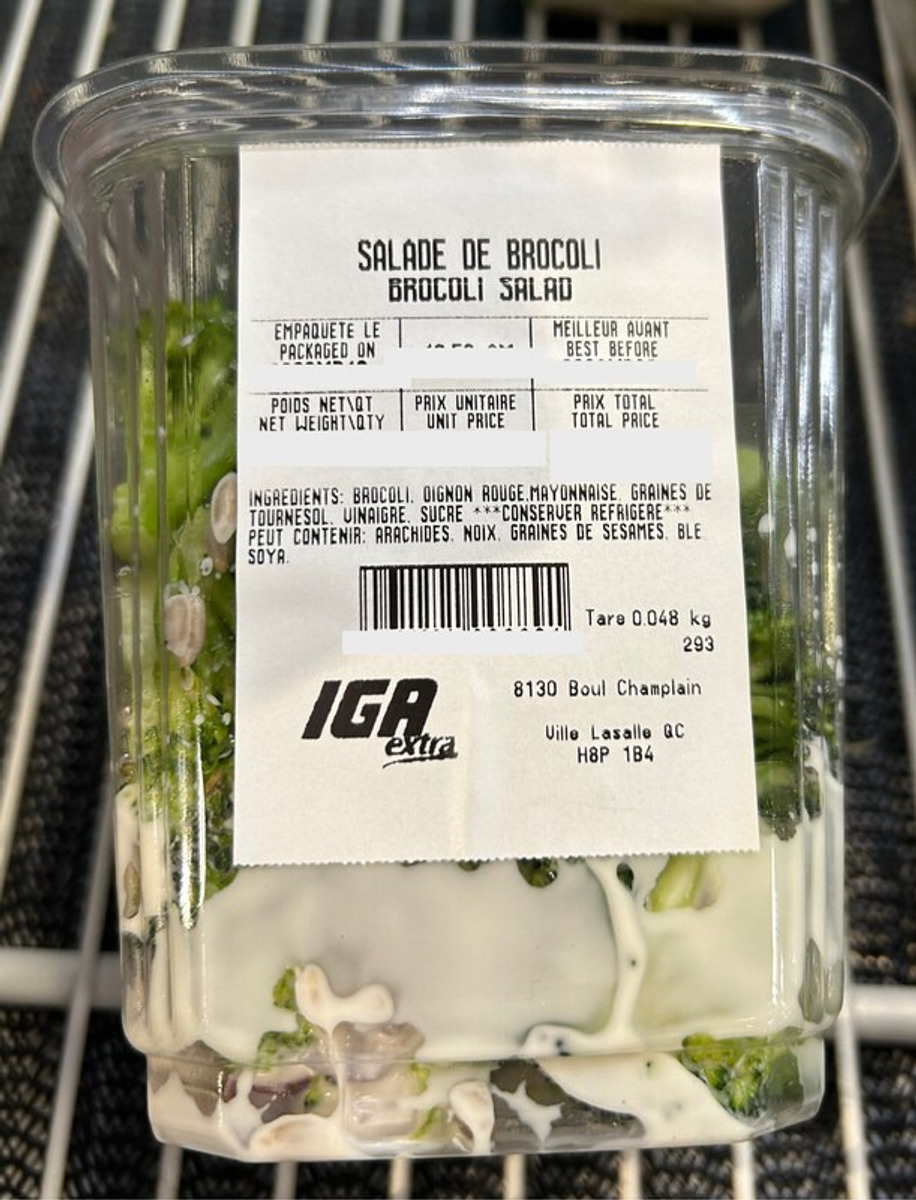 SALADE DE BROCOLI
BROCOLI SALAD
EMPAQUETE LE
PACKAGED ON
MEILLEUR AVANT
BEST BEFORE
POIDS NET\QT
NET WEIGHT\QTY
PRIX UNITAIRE
UNIT PRICE
PRIX TOTAL
TOTAL PRICE
INGREDIENTS: BROCOLI, OIGNON ROUGE,MAYONNAISE, GRAINES DE
TOURNESOL, VINAIGRE, SUCRE ***CONSERVER REFRIGERE***
PEUT CONTENIR: ARACHIDES, NOIX, GRAINES DE SESAMES, BLE,
SOYA.
Tare 0.048 kg
293
IGA
extra
8130 Boul Champlain
Ville Lasalle QC
H8P 1B4